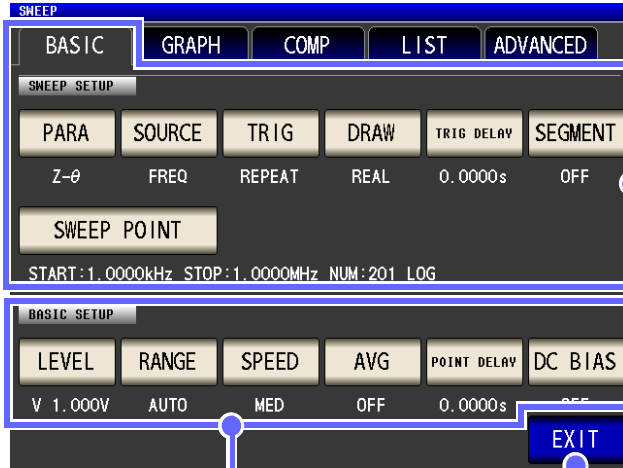 SWEEP
BASIC GRAPH COMP LIST ADVANCED
SWEEP SETUP
PARA SOURCE TRIG DRAW TRIG DELAY SEGMENT
Z-θ FREQ REPEAT REAL 0.0000s OFF
SWEEP POINT
START:1.0000kHz STOP:1.0000MHz NUM:201 LOG
BASIC SETUP
LEVEL RANGE SPEED AVG POINT DELAY DC BIAS
V 1.000V AUTO MED OFF 0.0000s OFF
EXIT